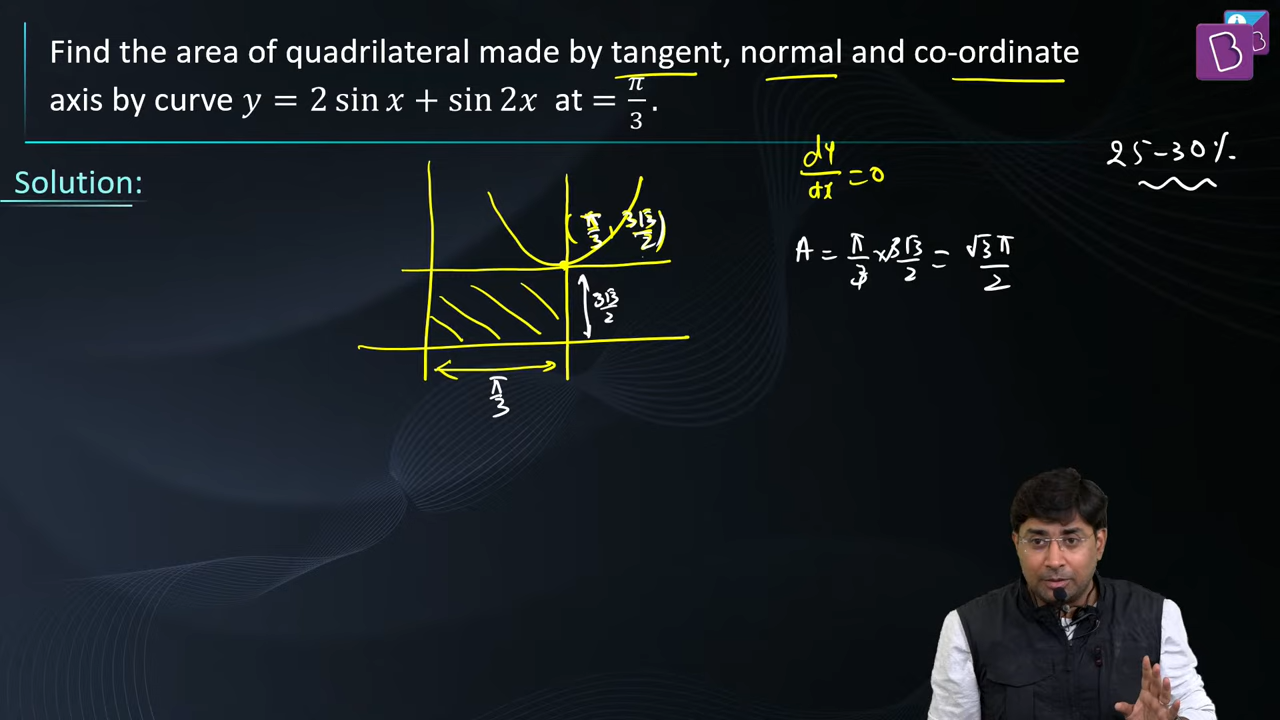 Find the area of quadrilateral made by tangent, normal and co-ordinate
axis by curve y = 2 sin x + sin 2x at = π/3.
Solution:
dy/dx = 0
25-30%
(π/3, 3√3/2)
A = π/3 × 3√3/2 = √3π/2
3√3/2
π/3
B
B